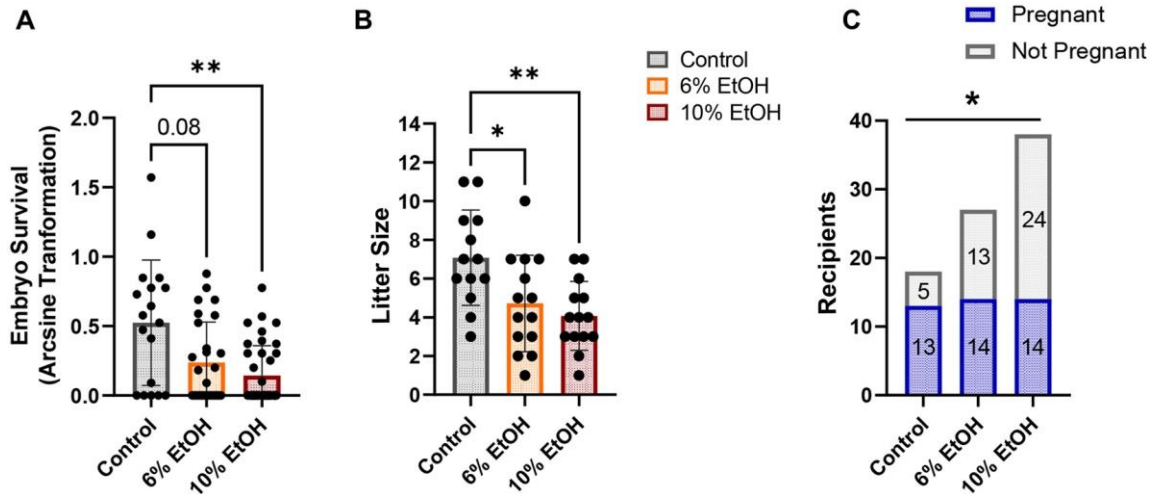 A
**
0.08
2.0
1.5
1.0
0.5
0.0
Embryo Survival
(Arcsine Tranformation)
Control
6% EtOH
10% EtOH
B
**
*
14
12
10
8
6
4
2
0
Litter Size
Control
6% EtOH
10% EtOH
Control
6% EtOH
10% EtOH
C
Pregnant
Not Pregnant
*
40
30
20
10
0
Recipients
5
13
13
14
24
14
Control
6% EtOH
10% EtOH